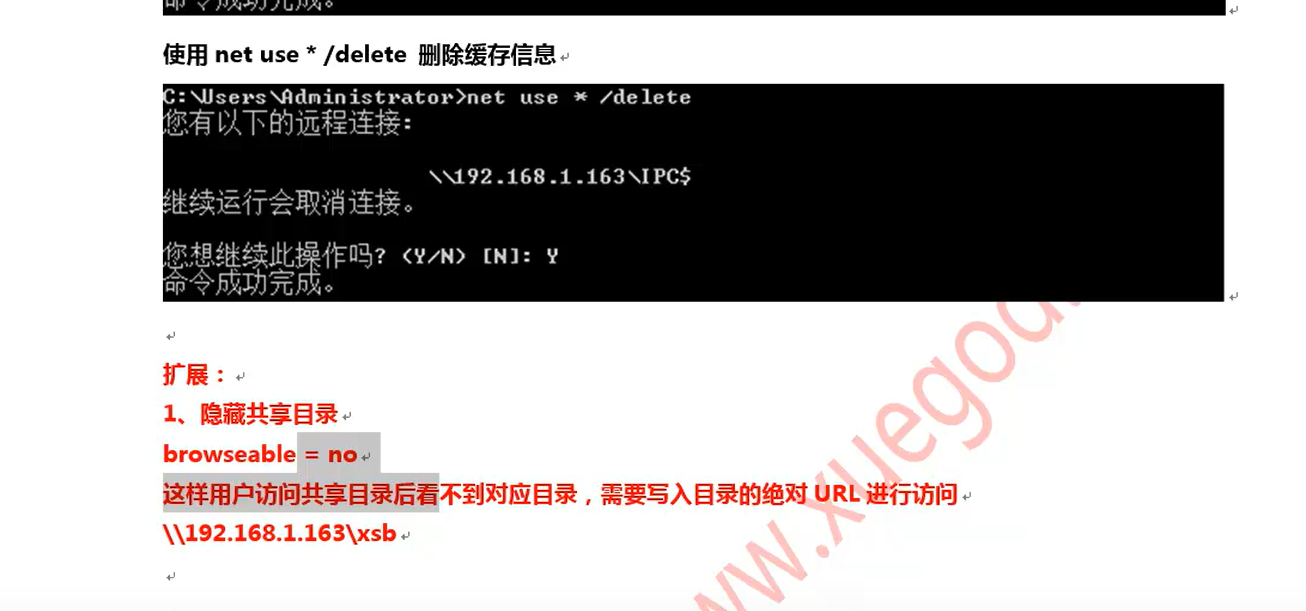 命令成功完成。
使用 net use * /delete 删除缓存信息
C:\Users\Administrator>net use * /delete
您有以下的远程连接:
\\192.168.1.163\IPC$
继续运行会取消连接。
您想继续此操作吗? (Y/N) [N]: Y
命令成功完成。
扩展：
1、隐藏共享目录
browseable = no
这样用户访问共享目录后看不到对应目录，需要写入目录的绝对 URL 进行访问
\\192.168.1.163\xsb
ww.xuegod.